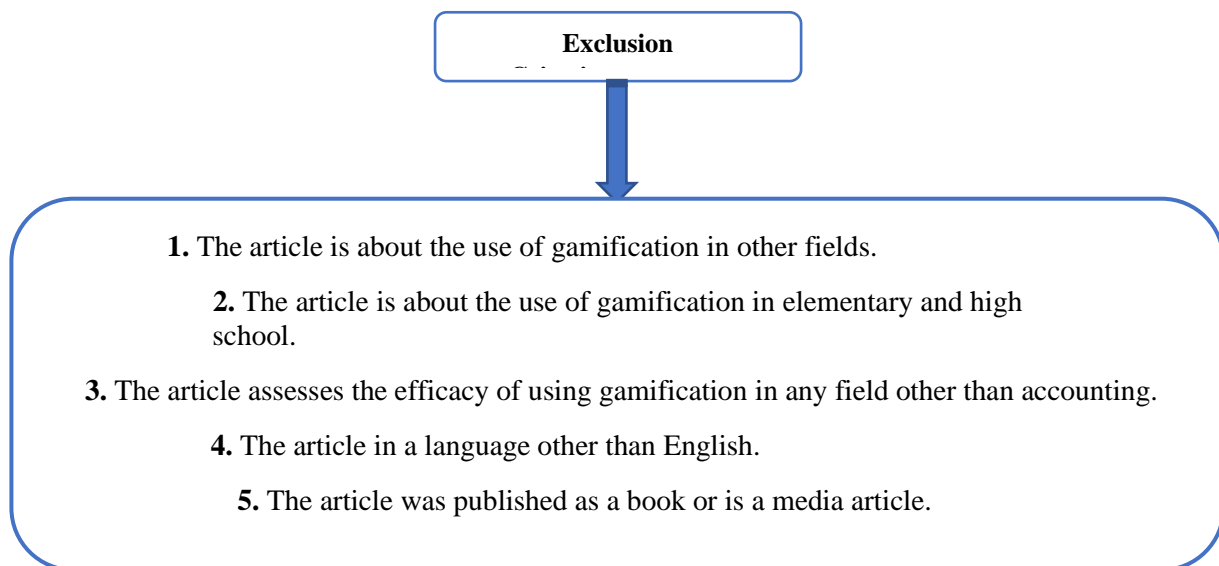 Exclusion
1. The article is about the use of gamification in other fields.
2. The article is about the use of gamification in elementary and high
school.
3. The article assesses the efficacy of using gamification in any field other than accounting.
4. The article in a language other than English.
5. The article was published as a book or is a media article.